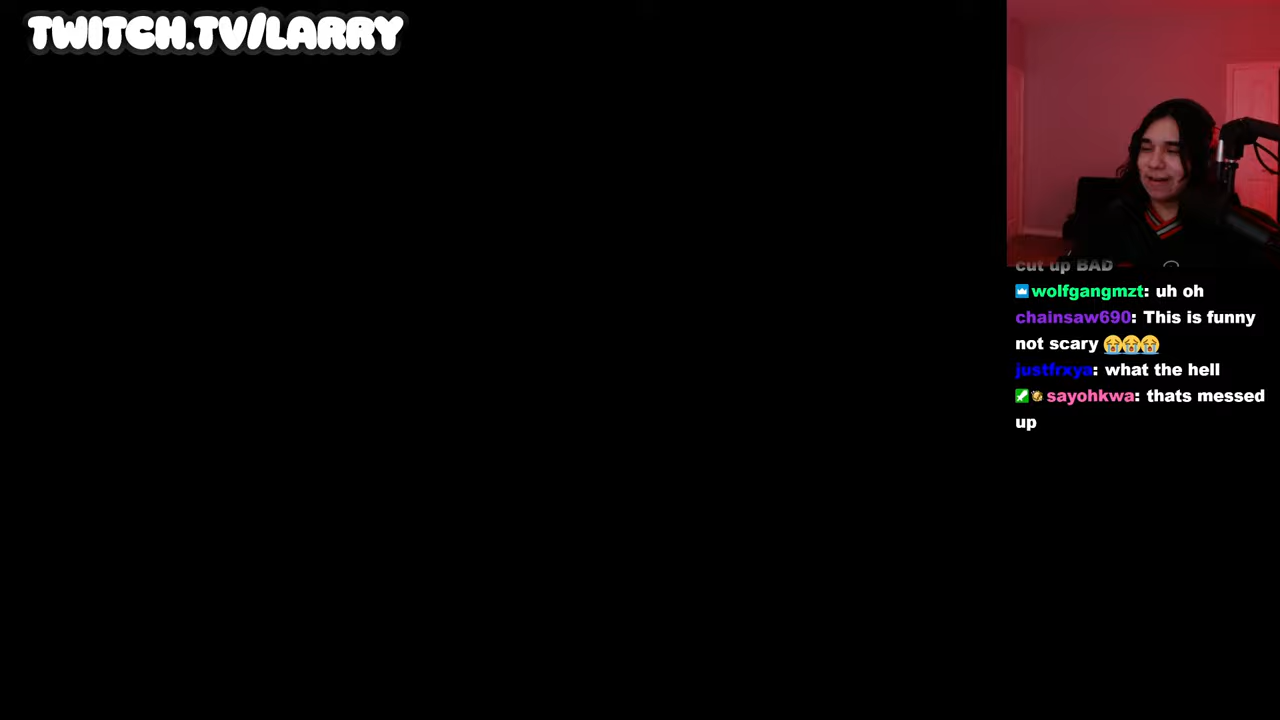 TWITCH.TV/LARRY
cut up BAD
wolfgangmzt: uh oh
chainsaw690: This is funny
not scary 😭😭😭
justfrxya: what the hell
sayohkwa: thats messed
up